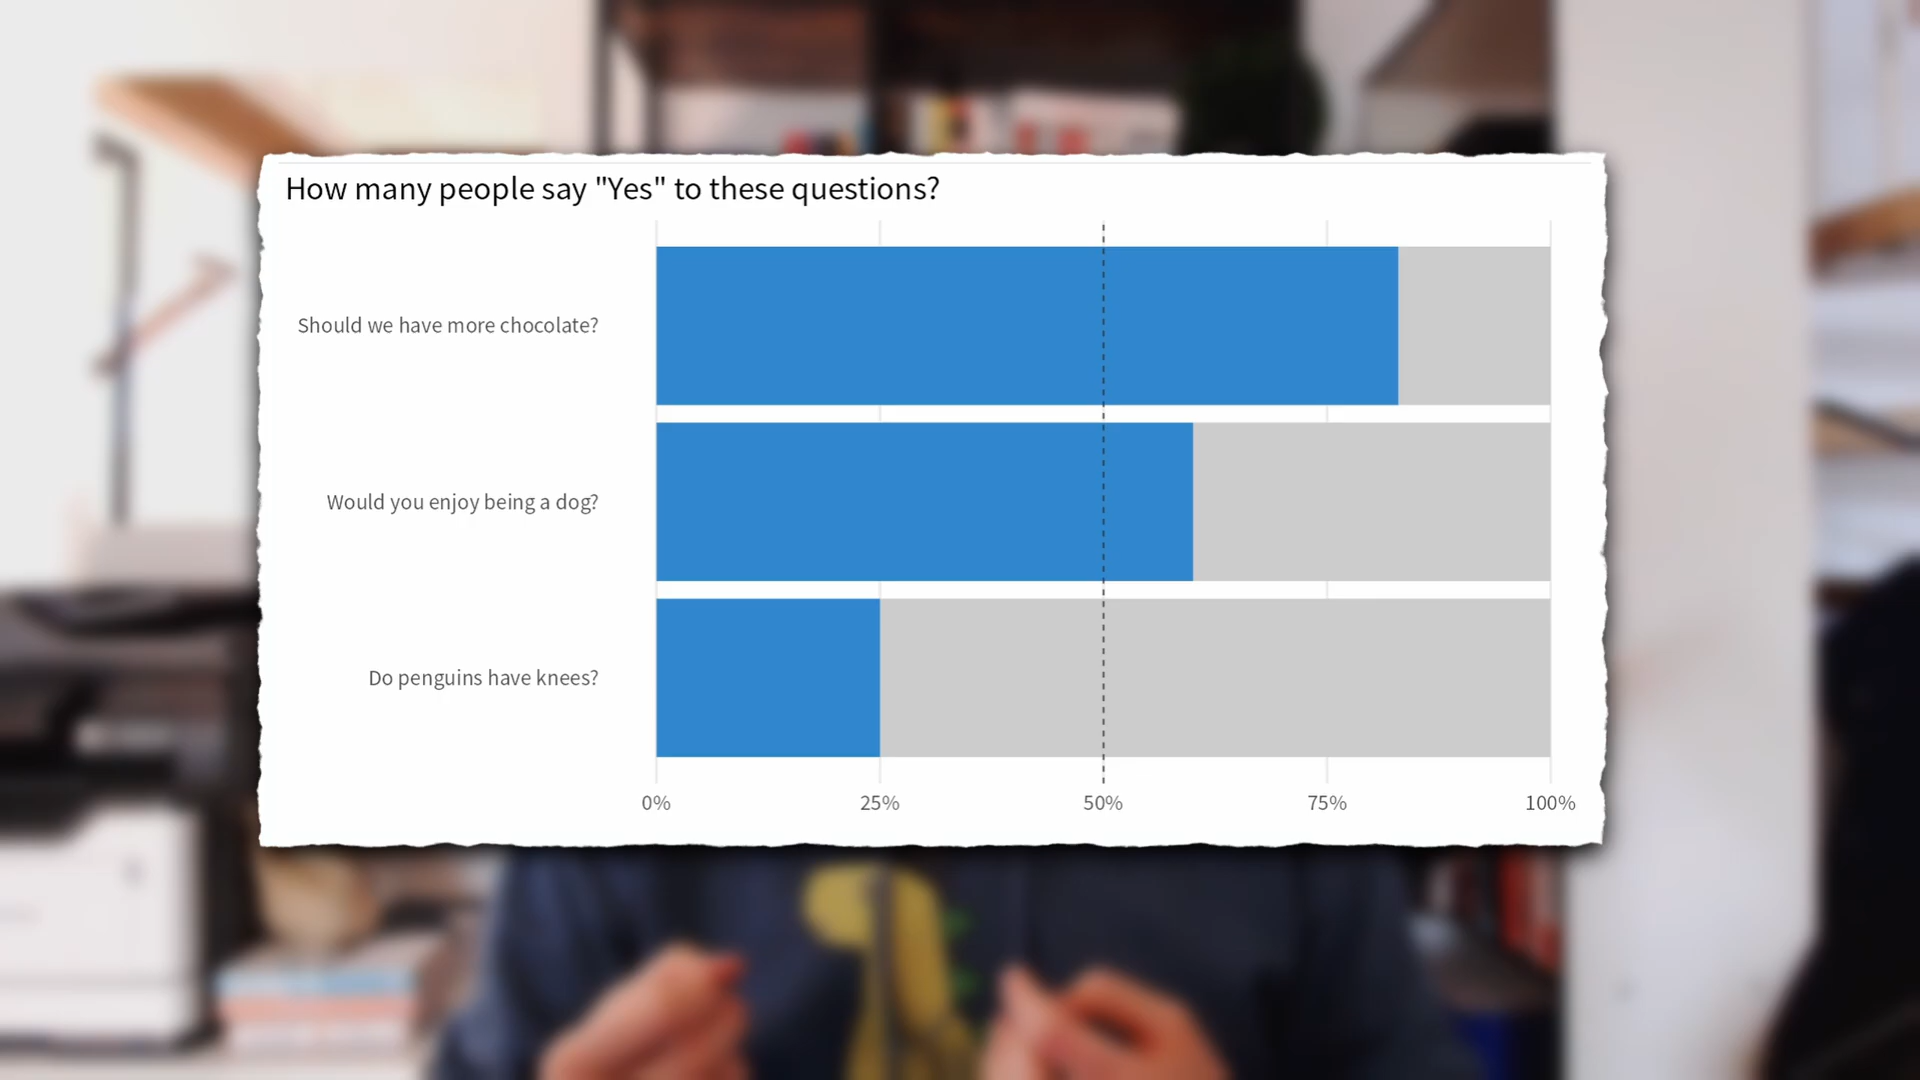 How many people say "Yes" to these questions?
Should we have more chocolate?
Would you enjoy being a dog?
Do penguins have knees?
0% 25% 50% 75% 100%